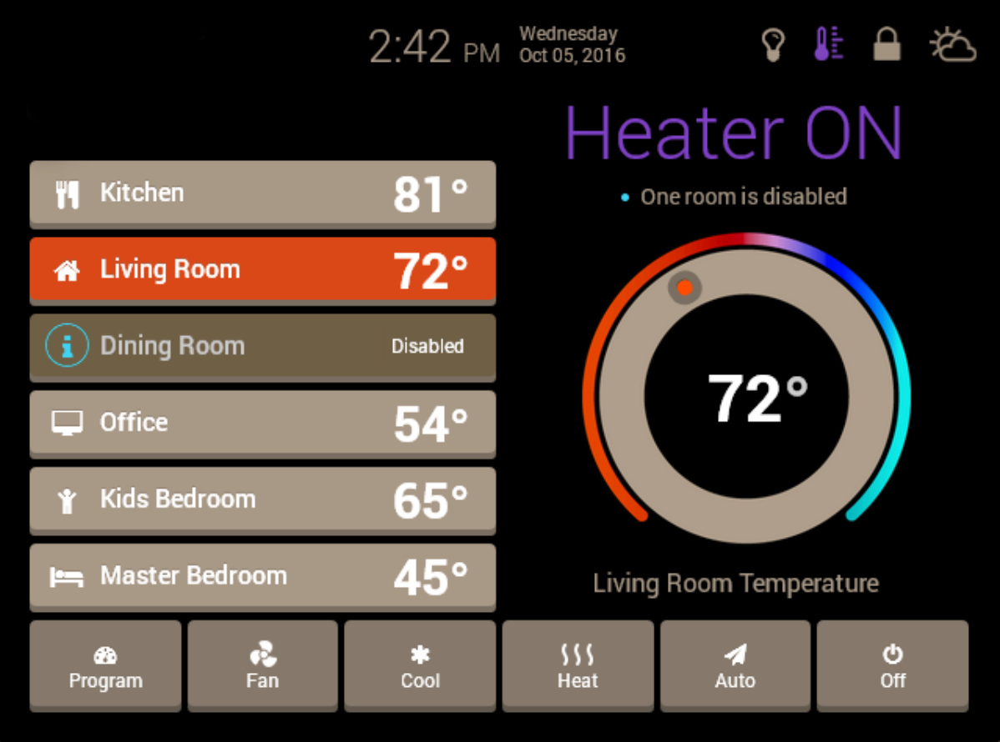 2:42 PM
Wednesday
Oct 05, 2016
Heater ON
• One room is disabled
Kitchen 81°
Living Room 72°
Dining Room Disabled
Office 54°
Kids Bedroom 65°
Master Bedroom 45°
72°
Living Room Temperature
Program
Fan
Cool
Heat
Auto
Off